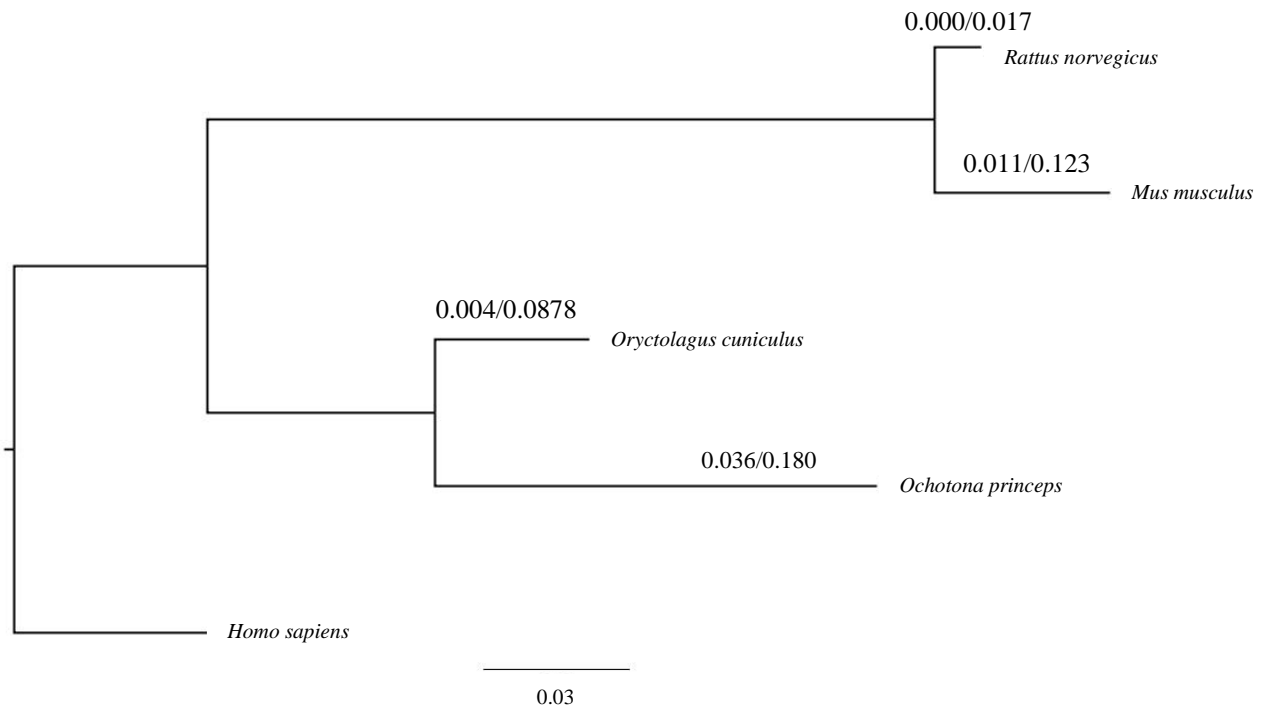 0.000/0.017
Rattus norvegicus
0.011/0.123
Mus musculus
0.004/0.0878
Oryctolagus cuniculus
0.036/0.180
Ochotona princeps
Homo sapiens
0.03